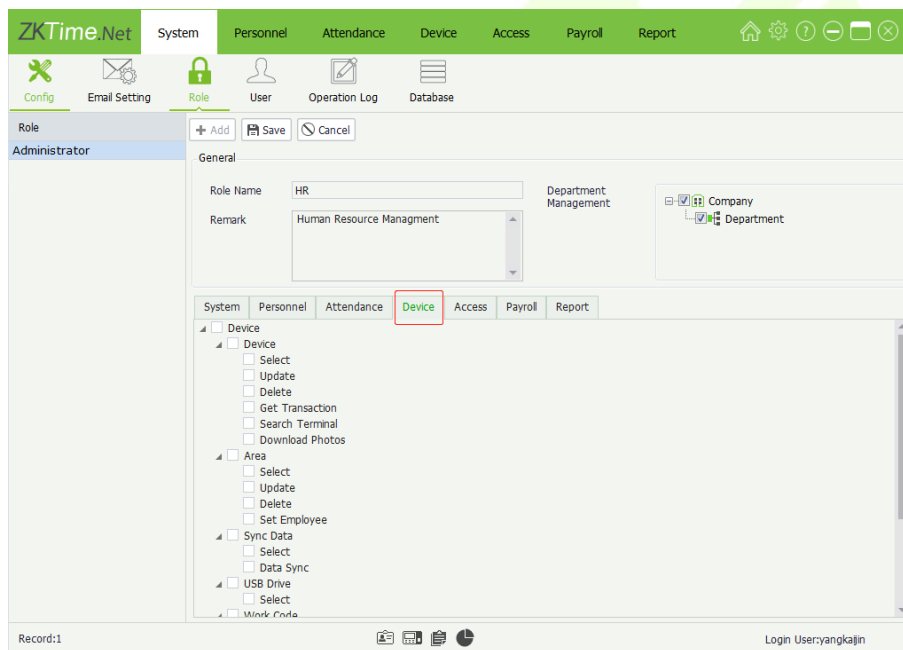 ZKTime.Net System Personnel Attendance Device Access Payroll Report
Config Email Setting Role User Operation Log Database
Role
Add Save Cancel
Administrator
General
Role Name HR Department Management
Company
Remark Human Resource Managment
Department
System Personnel Attendance Device Access Payroll Report
Device
Device
Select
Update
Delete
Get Transaction
Search Terminal
Download Photos
Area
Select
Update
Delete
Set Employee
Sync Data
Select
Data Sync
USB Drive
Select
Work Code
Record:1 Login User:yangkaijin